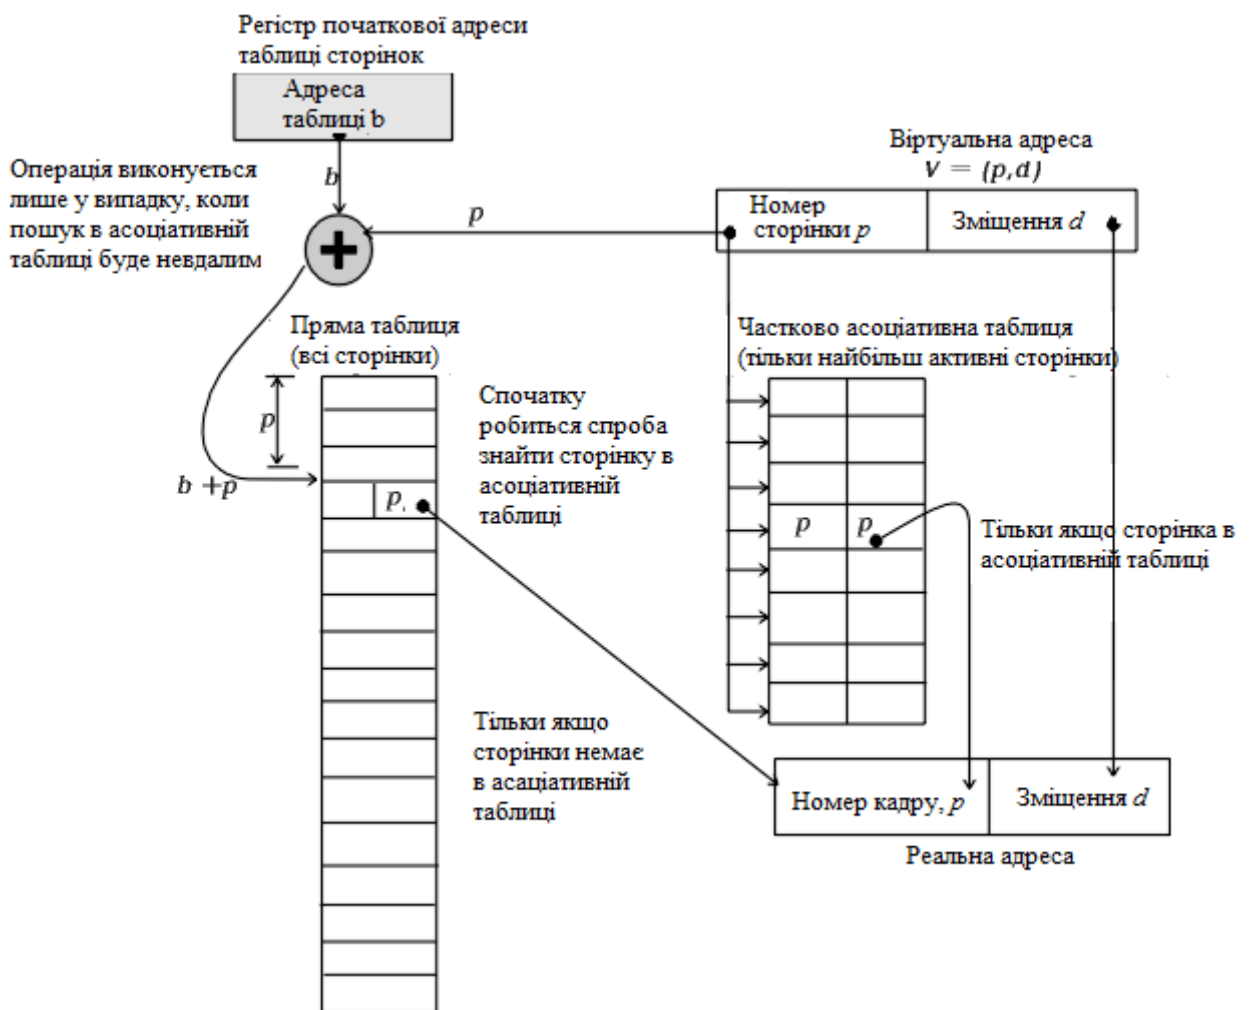 Регістр початкової адреси
таблиці сторінок
Адреса
таблиці b
Операція виконується
лише у випадку, коли
пошук в асоціативній
таблиці буде невдалим
b
p
Віртуальна адреса
V = (p,d)
Номер
сторінки p
Зміщення d
Пряма таблиця
(всі сторінки)
p
b +p
p.
Спочатку
робиться спроба
знайти сторінку в
асоціативній
таблиці
Частково асоціативна таблиця
(тільки найбільш активні сторінки)
p
p
Тільки якщо сторінка в
асоціативній таблиці
Тільки якщо
сторінки немає
в асаціативній
таблиці
Номер кадру, p
Зміщення d
Реальна адреса